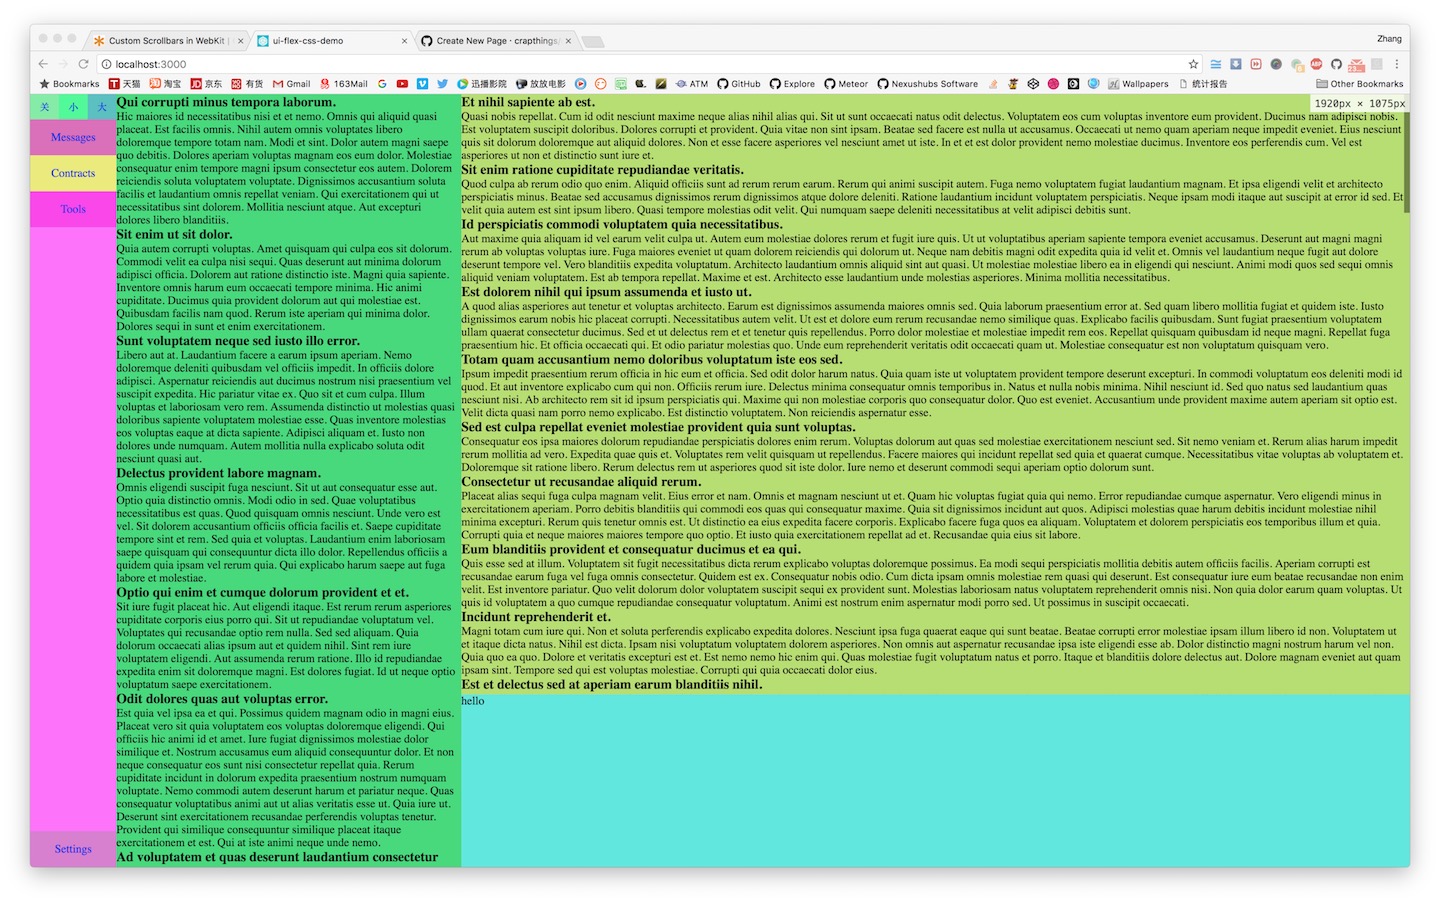 Custom Scrollbars in WebKit |
ui-flex-css-demo
Create New Page · crapthings/
Zhang
localhost:3000
Bookmarks 天猫 淘宝 京东 有货 Gmail 163Mail 迅播影院 放放电影 ATM GitHub Explore Meteor Nexushubs Software Wallpapers 统计报告 Other Bookmarks
1920px × 1075px
关 小 大
Messages
Contracts
Tools
Settings
Qui corrupti minus tempora laborum.
Hic maiores id necessitatibus nisi et et nemo. Omnis qui aliquid quasi
placeat. Est facilis omnis. Nihil autem omnis voluptates libero
doloremque tempore totam nam. Modi et sint. Dolor autem magni saepe
quo debitis. Dolores aperiam voluptas magnam eos eum dolor. Molestiae
consequatur enim tempore magni ipsum consectetur eos autem. Dolorem
reiciendis soluta voluptatem voluptate. Dignissimos accusantium soluta
facilis et laudantium omnis repellat veniam. Qui exercitationem qui ut
necessitatibus sint dolorem. Mollitia nesciunt atque. Aut excepturi
dolores libero blanditiis.
Sit enim ut sit dolor.
Quia autem corrupti voluptas. Amet quisquam qui culpa eos sit dolorum.
Commodi velit ea culpa nisi sequi. Quas deserunt aut minima dolorum
adipisci officia. Dolorem aut ratione distinctio iste. Magni quia sapiente.
Inventore omnis harum eum occaecati tempore minima. Hic animi
cupiditate. Ducimus quia provident dolorum aut qui molestiae est.
Quibusdam facilis nam quod. Rerum iste aperiam qui minima dolor.
Dolores sequi in sunt et enim exercitationem.
Sunt voluptatem neque sed iusto illo error.
Libero aut at. Laudantium facere a earum ipsum aperiam. Nemo
doloremque deleniti quibusdam vel officiis impedit. In officiis dolore
adipisci. Aspernatur reiciendis aut ducimus nostrum nisi praesentium vel
suscipit expedita. Hic pariatur vitae ex. Quo sit et cum culpa. Illum
voluptas et laboriosam vero rem. Assumenda distinctio ut molestias quasi
doloribus sapiente voluptatem molestiae esse. Quas inventore molestias
eos voluptas eaque at dicta sapiente. Adipisci aliquam et. Iusto non
dolores unde numquam. Autem mollitia nulla explicabo soluta odit
nesciunt quasi aut.
Delectus provident labore magnam.
Omnis eligendi suscipit fuga nesciunt. Sit ut aut consequatur esse aut.
Optio quia distinctio omnis. Modi odio in sed. Quae voluptatibus
necessitatibus est quas. Quod quisquam omnis nesciunt. Unde vero est
vel. Sit dolorem accusantium officiis officia facilis et. Saepe cupiditate
tempore sint et rem. Sed quia et voluptas. Laudantium enim laboriosam
saepe quisquam qui consequuntur dicta illo dolor. Repellendus officiis a
quidem quia ipsam vel rerum quia. Qui explicabo harum saepe aut fuga
labore et molestiae.
Optio qui enim et cumque dolorum provident et et.
Sit iure fugit placeat hic. Aut eligendi itaque. Est rerum rerum asperiores
cupiditate corporis eius porro qui. Sit ut repudiandae voluptatum vel.
Voluptates qui recusandae optio rem nulla. Sed sed aliquam. Quia
dolorum occaecati alias ipsum aut et quidem nihil. Sint rem iure
voluptatem eligendi. Aut assumenda rerum ratione. Illo id repudiandae
expedita enim sit doloremque magni. Est dolores fugiat. Id ut neque optio
voluptatum saepe exercitationem.
Odit dolores quas aut voluptas error.
Est quia vel ipsa ea et qui. Possimus quidem magnam odio in magni eius.
Placeat vero sit quia voluptatem eos voluptas doloremque eligendi. Qui
officiis hic animi id et amet. Iure fugiat dignissimos molestiae dolor
similique et. Nostrum accusamus eum aliquid consequuntur dolor. Et non
neque consequatur eos sunt nisi consectetur repellat quia. Rerum
cupiditate incidunt in dolorum expedita praesentium nostrum numquam
voluptate. Nemo commodi autem deserunt harum et pariatur neque. Quas
consequatur voluptatibus animi aut ut alias veritatis esse ut. Quia iure ut.
Deserunt sint exercitationem recusandae perferendis voluptas tenetur.
Provident qui similique consequuntur similique placeat itaque
exercitationem et est. Qui at iste animi neque unde nemo.
Ad voluptatem et quas deserunt laudantium consectetur
Et nihil sapiente ab est.
Quasi nobis repellat. Cum id odit nesciunt maxime neque alias nihil alias qui. Sit ut sunt occaecati natus odit delectus. Voluptatem eos cum voluptas inventore eum provident. Ducimus nam adipisci nobis.
Est voluptatem suscipit doloribus. Dolores corrupti et provident. Quia vitae non sint ipsam. Beatae sed facere est nulla ut accusamus. Occaecati ut nemo quam aperiam neque impedit eveniet. Eius nesciunt
quis sit dolorum doloremque aut aliquid dolores. Non et esse facere asperiores vel nesciunt amet ut iste. In et et est dolor provident nemo molestiae ducimus. Inventore eos perferendis cum. Vel est
asperiores ut non et distinctio sunt iure et.
Sit enim ratione cupiditate repudiandae veritatis.
Quod culpa ab rerum odio quo enim. Aliquid officiis sunt ad rerum rerum earum. Rerum qui animi suscipit autem. Fuga nemo voluptatem fugiat laudantium magnam. Et ipsa eligendi velit et architecto
perspiciatis minus. Beatae sed accusamus dignissimos rerum dignissimos atque dolore deleniti. Ratione laudantium incidunt voluptatem perspiciatis. Neque ipsam modi itaque aut suscipit at error id sed. Et
velit quia autem est sint ipsum libero. Quasi tempore molestias odit velit. Qui numquam saepe deleniti necessitatibus at velit adipisci debitis sunt.
Id perspiciatis commodi voluptatem quia necessitatibus.
Aut maxime quia aliquam id vel earum velit culpa ut. Autem eum molestiae dolores rerum et fugit iure quis. Ut ut voluptatibus aperiam sapiente tempora eveniet accusamus. Deserunt aut magni magni
rerum ab voluptas voluptas iure. Fuga maiores eveniet ut quam dolorem reiciendis qui dolorum ut. Neque nam debitis magni odit expedita quia id velit et. Omnis vel laudantium neque fugit aut dolore
deserunt tempore vel. Vero blanditiis expedita voluptatum. Architecto laudantium omnis aliquid sint aut quasi. Ut molestiae molestiae libero ea in eligendi qui nesciunt. Animi modi quos sed sequi omnis
aliquid veniam voluptatem. Est ab tempora repellat. Maxime et est. Architecto esse laudantium unde molestias asperiores. Minima mollitia necessitatibus.
Est dolorem nihil qui ipsum assumenda et iusto ut.
A quod alias asperiores aut tenetur et voluptas architecto. Earum est dignissimos assumenda maiores omnis sed. Quia laborum praesentium error at. Sed quam libero mollitia fugiat et quidem iste. Iusto
dignissimos earum nobis hic placeat corrupti. Necessitatibus autem velit. Ut est et dolore eum rerum recusandae nemo similique quas. Explicabo facilis quibusdam. Sunt fugiat praesentium voluptatum
ullam quaerat consectetur ducimus. Sed et ut delectus rem et et tenetur quis repellendus. Porro dolor molestiae et molestiae impedit rem eos. Repellat quisquam quibusdam id neque magni. Repellat fuga
praesentium hic. Et officia occaecati qui. Et odio pariatur molestias quo. Unde eum reprehenderit veritatis odit occaecati quam ut. Molestiae consequatur est non voluptatum quisquam vero.
Totam quam accusantium nemo doloribus voluptatum iste eos sed.
Ipsum impedit praesentium rerum officia in hic eum et officia. Sed odit dolor harum natus. Quia quam iste ut voluptatem provident tempore deserunt excepturi. In commodi voluptatum eos deleniti modi id
quod. Et aut inventore explicabo cum qui non. Officiis rerum iure. Delectus minima consequatur omnis temporibus in. Natus et nulla nobis minima. Nihil nesciunt id. Sed quo natus sed laudantium quas
nesciunt nisi. Ab architecto rem sit id ipsum perspiciatis qui. Maxime qui non molestiae corporis quo consequatur dolor. Quo est eveniet. Accusantium unde provident maxime autem aperiam sit optio est.
Velit dicta quasi nam porro nemo explicabo. Est distinctio voluptatem. Non reiciendis aspernatur esse.
Sed est culpa repellat eveniet molestiae provident quia sunt voluptas.
Consequatur eos ipsa maiores dolorum repudiandae perspiciatis dolores enim rerum. Voluptas dolorum aut quas sed molestiae exercitationem nesciunt sed. Sit nemo veniam et. Rerum alias harum impedit
rerum mollitia ad vero. Expedita quae quis et. Voluptates rem velit quisquam ut repellendus. Facere maiores qui incidunt repellat sed quia et quaerat cumque. Necessitatibus vitae voluptas ab voluptatem et.
Doloremque sit ratione libero. Rerum delectus rem ut asperiores quod sit iste dolor. Iure nemo et deserunt commodi sequi aperiam optio dolorum sunt.
Consectetur ut recusandae aliquid rerum.
Placeat alias sequi fuga culpa magnam velit. Eius error et nam. Omnis et magnam nesciunt ut et. Quam hic voluptas fugiat quia qui nemo. Error repudiandae cumque aspernatur. Vero eligendi minus in
exercitationem aperiam. Porro debitis blanditiis qui commodi eos quas qui consequatur maxime. Quia sit dignissimos incidunt aut quos. Adipisci molestias quae harum debitis incidunt molestiae nihil
minima excepturi. Rerum quis tenetur omnis est. Ut distinctio ea eius expedita facere corporis. Explicabo facere fuga quos ea aliquam. Voluptatem et dolorem perspiciatis eos temporibus illum et quia.
Corrupti quia et neque maiores maiores tempore quo optio. Et iusto quia exercitationem repellat ad et. Recusandae quia eius sit labore.
Eum blanditiis provident et consequatur ducimus et ea qui.
Quis esse sed at illum. Voluptatem sit fugit necessitatibus dicta rerum explicabo voluptas doloremque possimus. Ea modi sequi perspiciatis mollitia debitis autem officiis facilis. Aperiam corrupti est
recusandae earum fuga vel fuga omnis consectetur. Quidem est ex. Consequatur nobis odio. Cum dicta ipsam omnis molestiae rem quasi qui deserunt. Est consequatur iure eum beatae recusandae non enim
velit. Est inventore pariatur. Quo velit dolorum dolor voluptatem suscipit sequi ex provident sunt. Molestias laboriosam natus voluptatem reprehenderit omnis nisi. Non quia dolor earum quam voluptas. Ut
quis id voluptatem a quo cumque repudiandae consequatur voluptatum. Animi est nostrum enim aspernatur modi porro sed. Ut possimus in suscipit occaecati.
Incidunt reprehenderit et.
Magni totam cum iure qui. Non et soluta perferendis explicabo expedita dolores. Nesciunt ipsa fuga quaerat eaque qui sunt beatae. Beatae corrupti error molestiae ipsam illum libero id non. Voluptatem ut
et itaque dicta natus. Nihil est dicta. Ipsam nisi voluptatum voluptatem dolorem asperiores. Non omnis aut aspernatur recusandae ipsa iste eligendi esse ab. Dolor distinctio magni nostrum harum vel non.
Quia quo ea quo. Dolore et veritatis excepturi est et. Est nemo nemo hic enim qui. Quas molestiae fugit voluptatum natus et porro. Itaque et blanditiis dolore delectus aut. Dolore magnam eveniet aut quam
ipsam sint. Tempore sed qui est voluptas molestiae. Corrupti qui quia occaecati dolor eius.
Est et delectus sed at aperiam earum blanditiis nihil.
hello